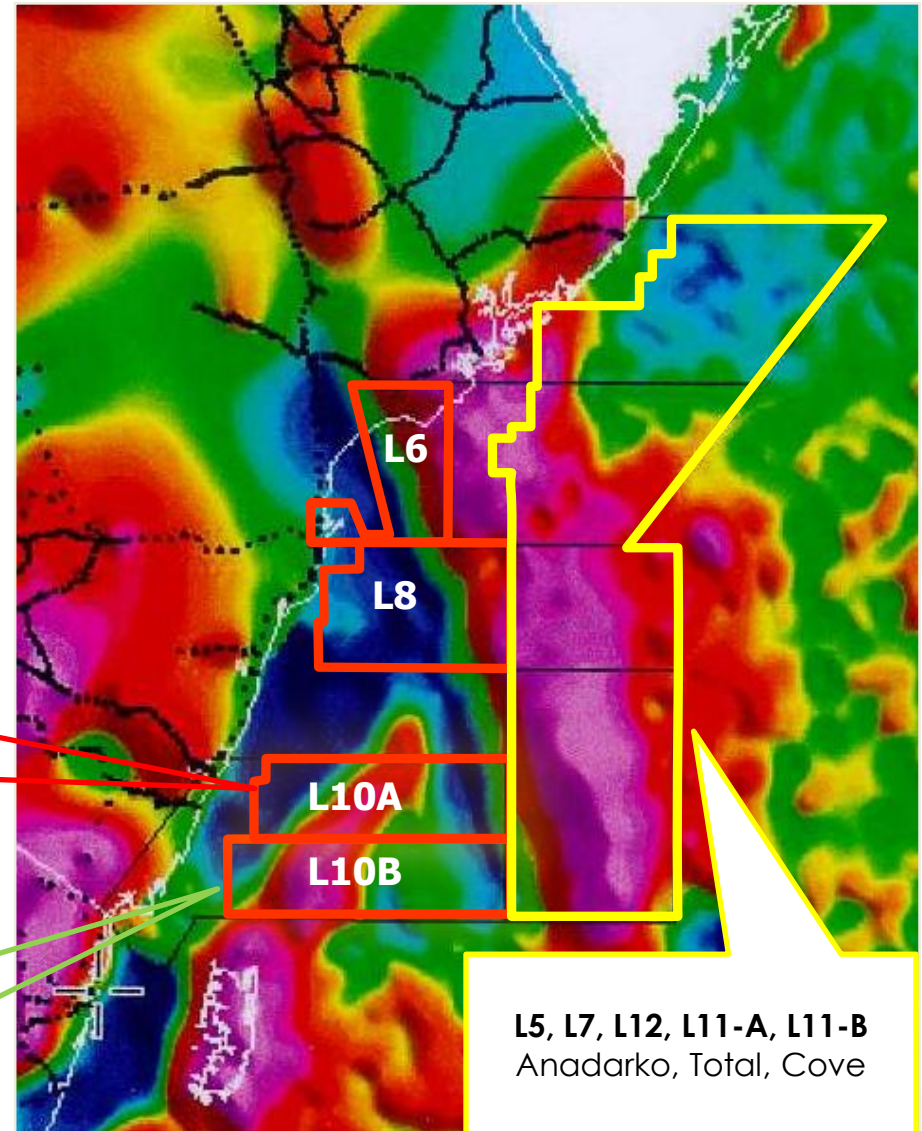 L6
L8
L10A
L10B
L5, L7, L12, L11-A, L11-B
Anadarko, Total, Cove